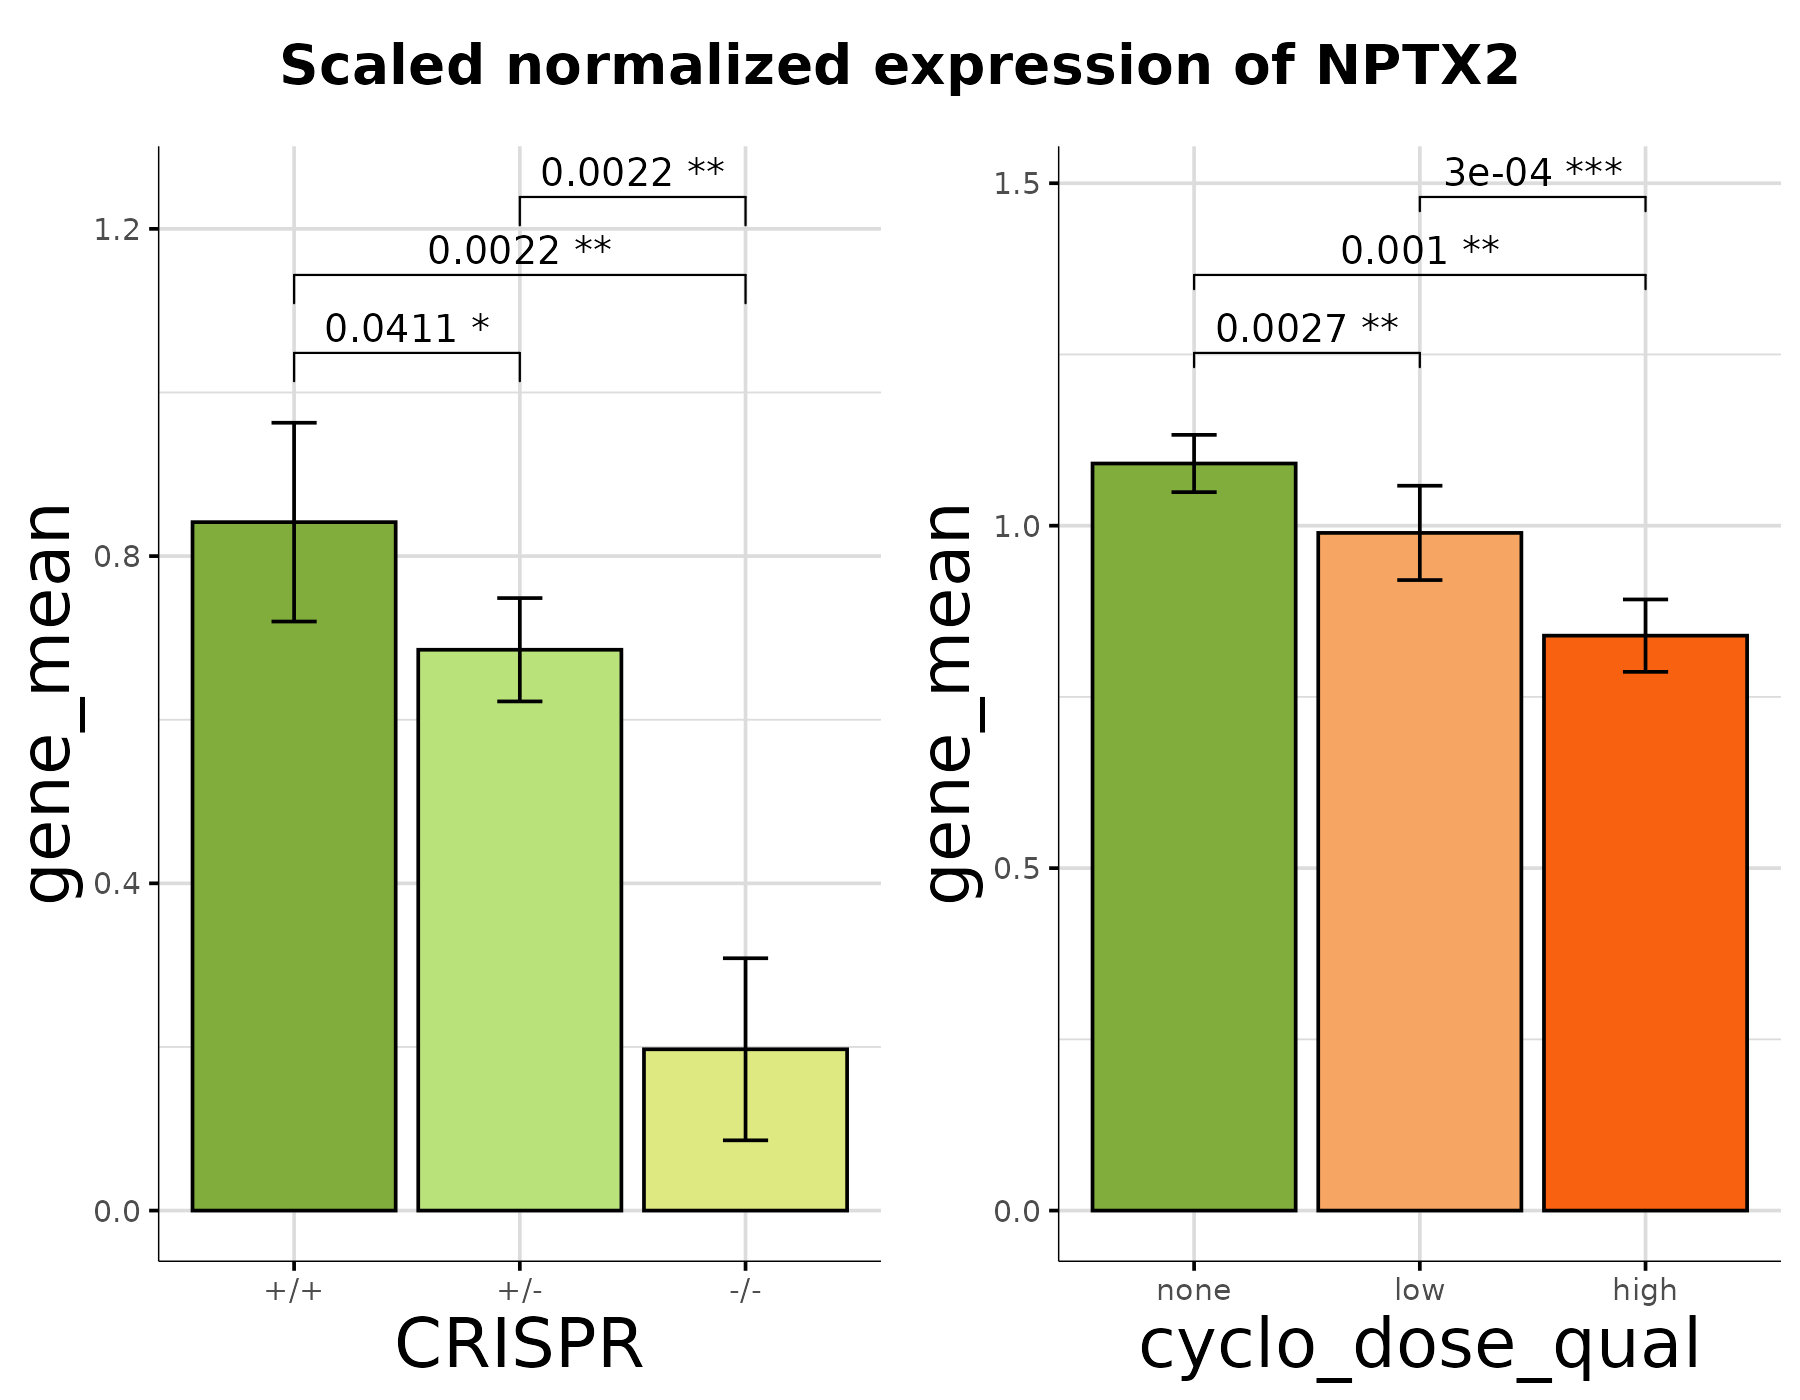 Scaled normalized expression of NPTX2
gene_mean
1.2
0.8
0.4
0.0
0.0022 **
0.0022 **
0.0411 *
+/+
+/-
-/-
CRISPR
gene_mean
1.5
1.0
0.5
0.0
3e-04 ***
0.001 **
0.0027 **
none
low
high
cyclo_dose_qual